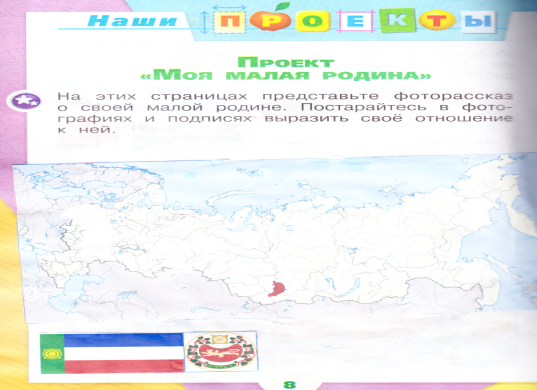 Наши ПРОЕКТЫ
Проект
«Моя малая родина»
На этих страницах представьте фоторассказ
о своей малой родине. Постарайтесь в фото-
графиях и подписях выразить своё отношение
к ней.
8